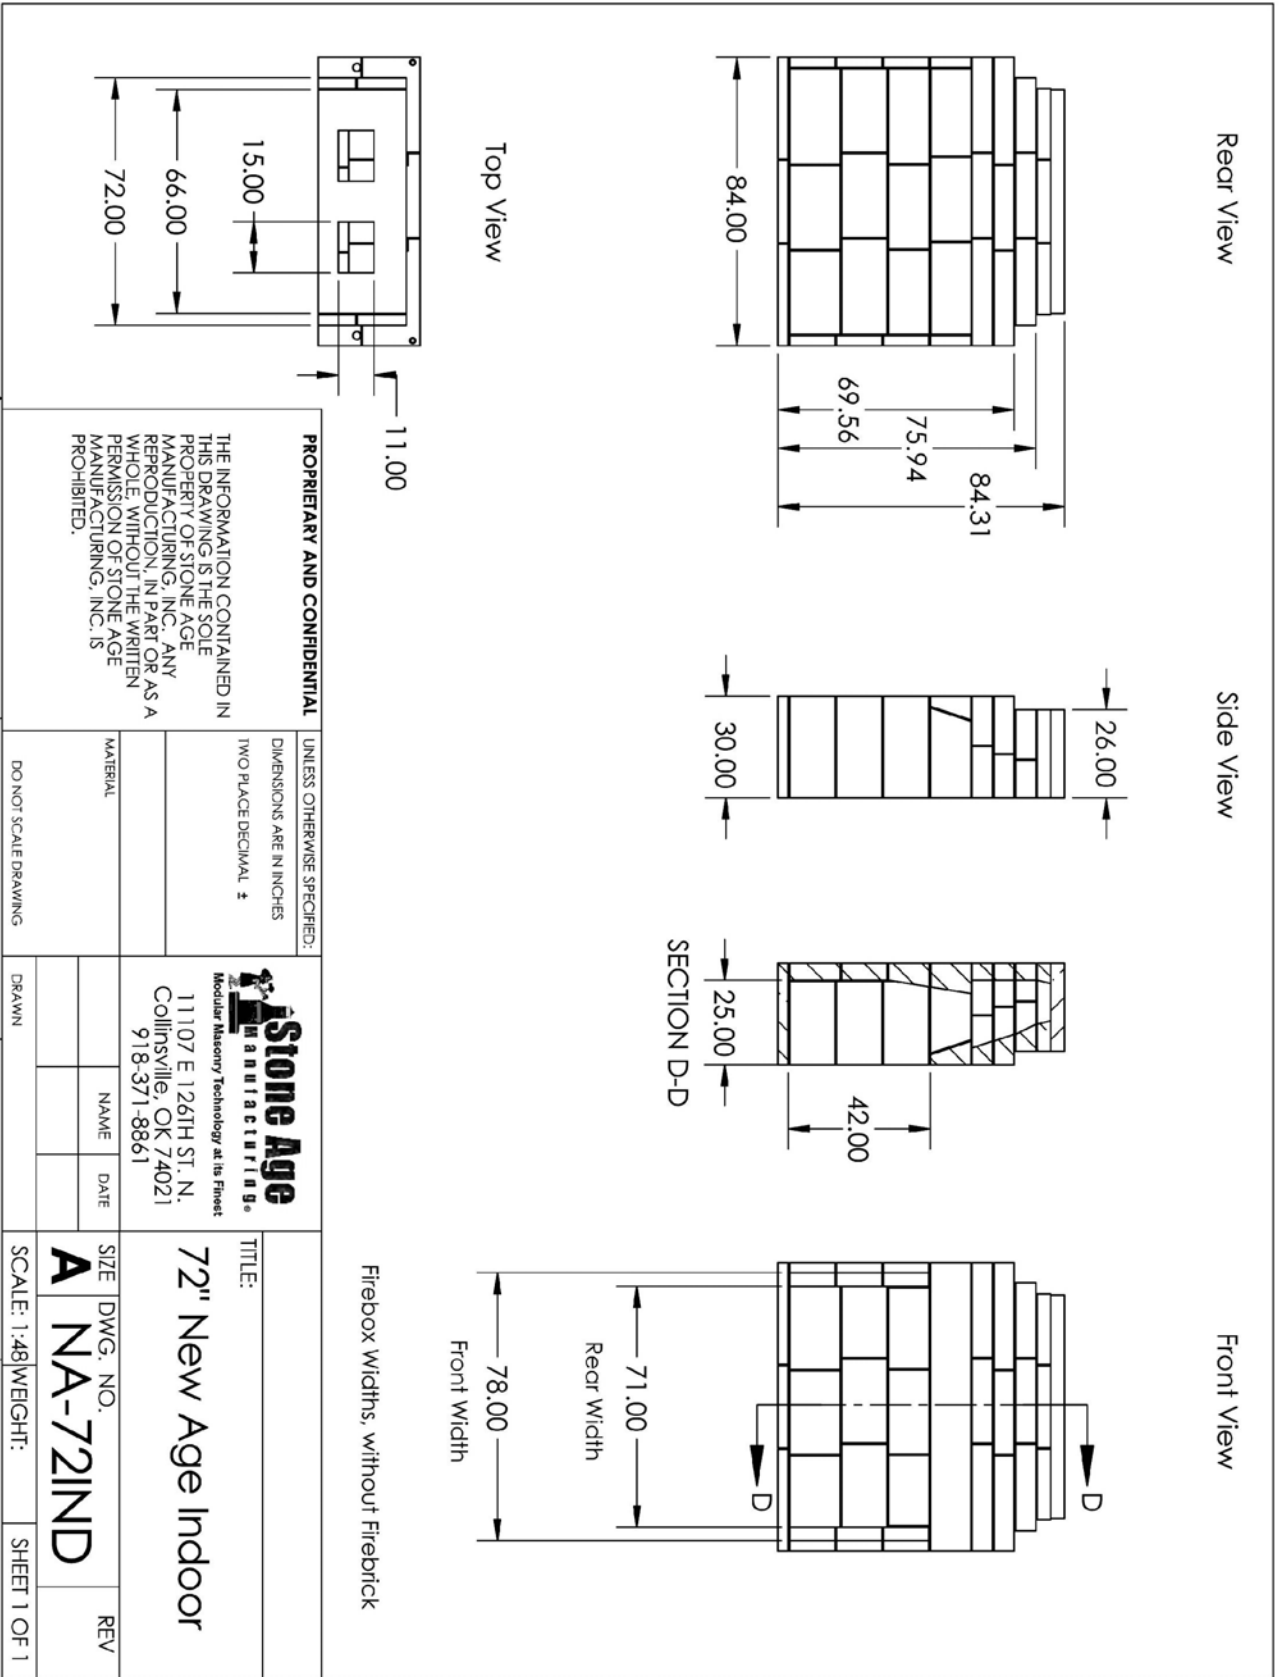 Rear View
Side View
Front View
84.00
69.56
75.94
84.31
26.00
30.00
25.00
SECTION D-D
42.00
D
D
71.00
Rear Width
78.00
Front Width
Firebox Widths, without Firebrick
Top View
15.00
66.00
72.00
11.00
PROPRIETARY AND CONFIDENTIAL
THE INFORMATION CONTAINED IN
THIS DRAWING IS THE SOLE
PROPERTY OF STONE AGE
MANUFACTURING, INC. ANY
REPRODUCTION, IN PART OR AS A
WHOLE, WITHOUT THE WRITTEN
PERMISSION OF STONE AGE
MANUFACTURING, INC. IS
PROHIBITED.
UNLESS OTHERWISE SPECIFIED:
DIMENSIONS ARE IN INCHES
TWO PLACE DECIMAL ±
MATERIAL
DO NOT SCALE DRAWING
Stone Age
Manufacturing®
Modular Masonry Technology at its Finest
11107 E 126TH ST. N.
Collinsville, OK 74021
918-371-8861
NAME DATE
DRAWN
TITLE:
72" New Age Indoor
SIZE DWG. NO. REV
A NA-72IND
SCALE: 1:48 WEIGHT: SHEET 1 OF 1